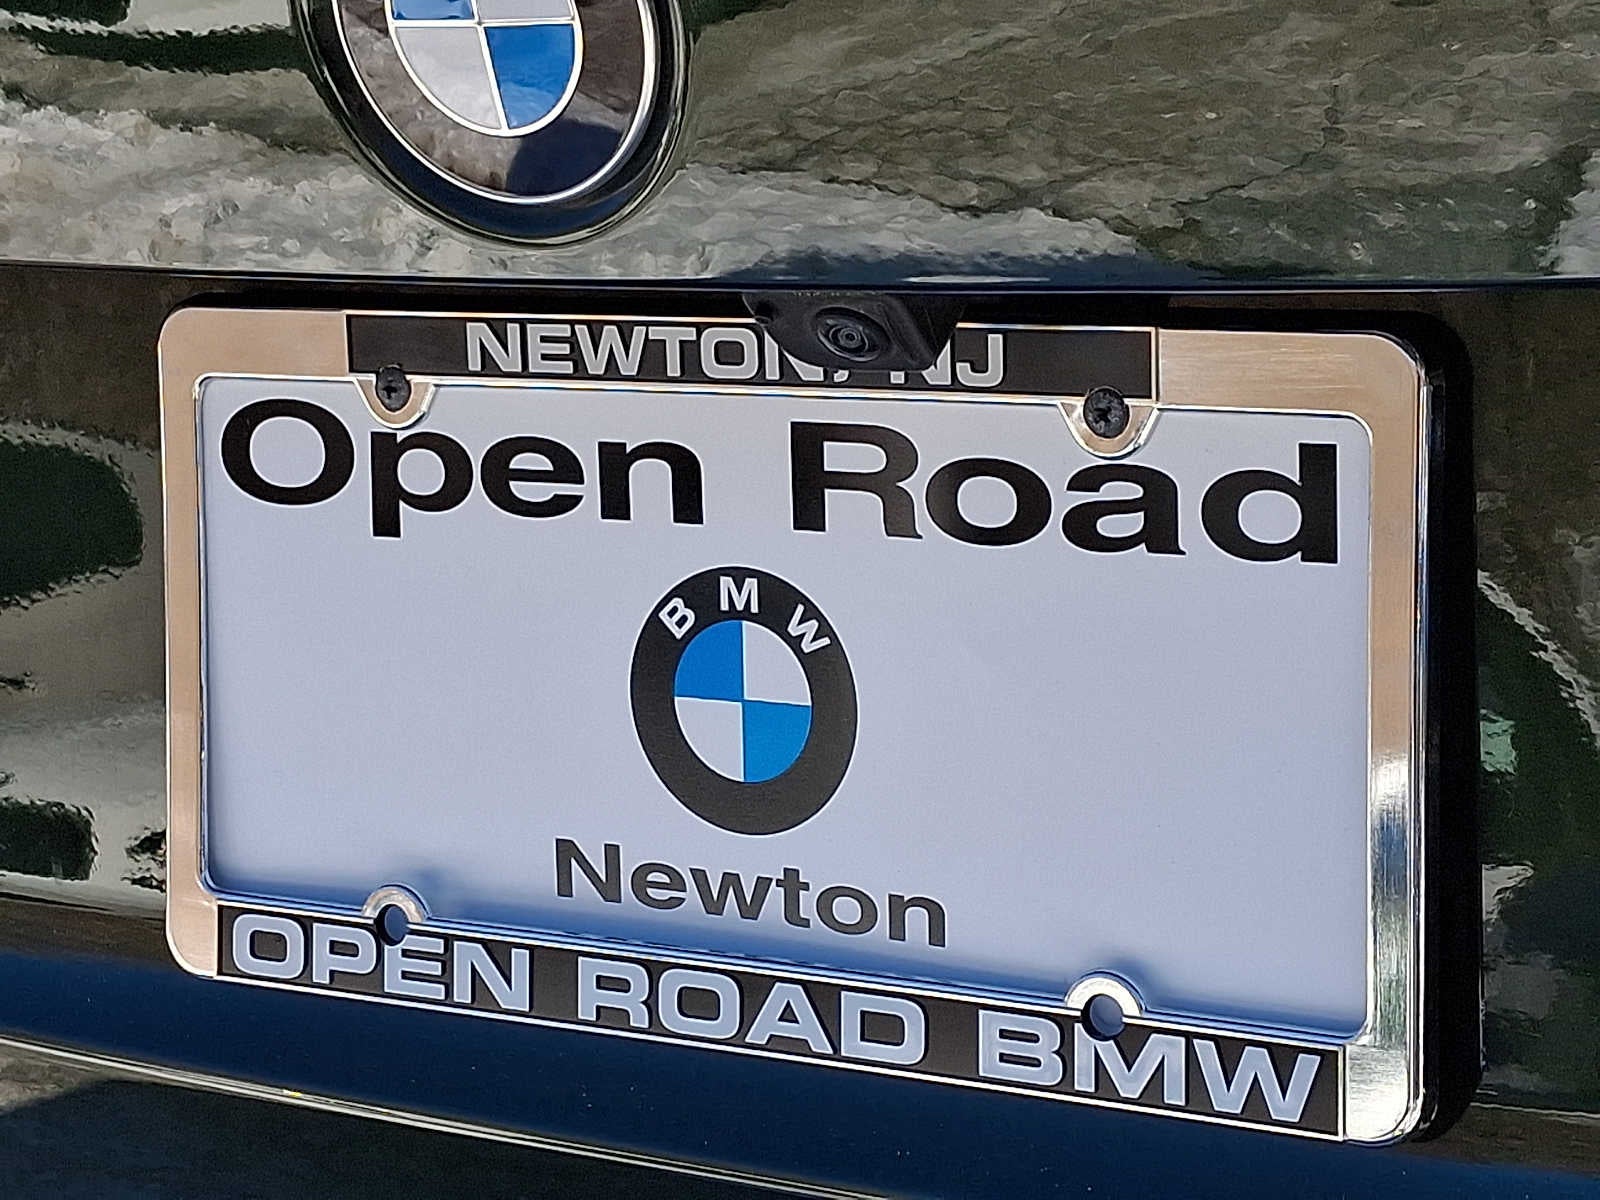 NEWTON, NJ
Open Road
BMW
Newton
OPEN ROAD BMW